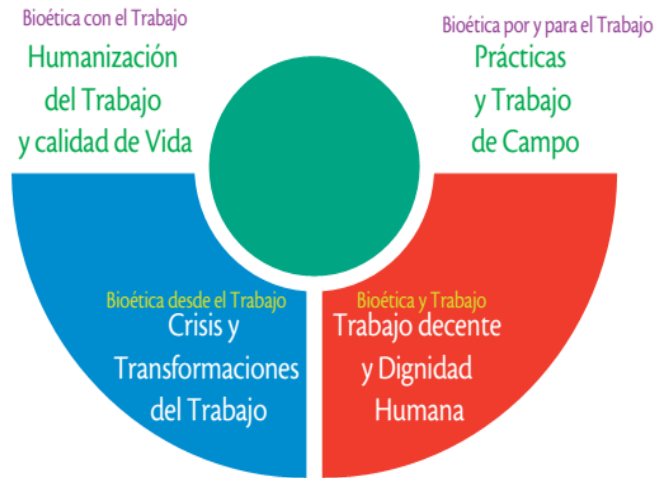 Bioética con el Trabajo
Humanización
del Trabajo
y calidad de Vida
Bioética por y para el Trabajo
Prácticas
y Trabajo
de Campo
Bioética desde el Trabajo
Crisis y
Transformaciones
del Trabajo
Bioética y Trabajo
Trabajo decente
y Dignidad
Humana